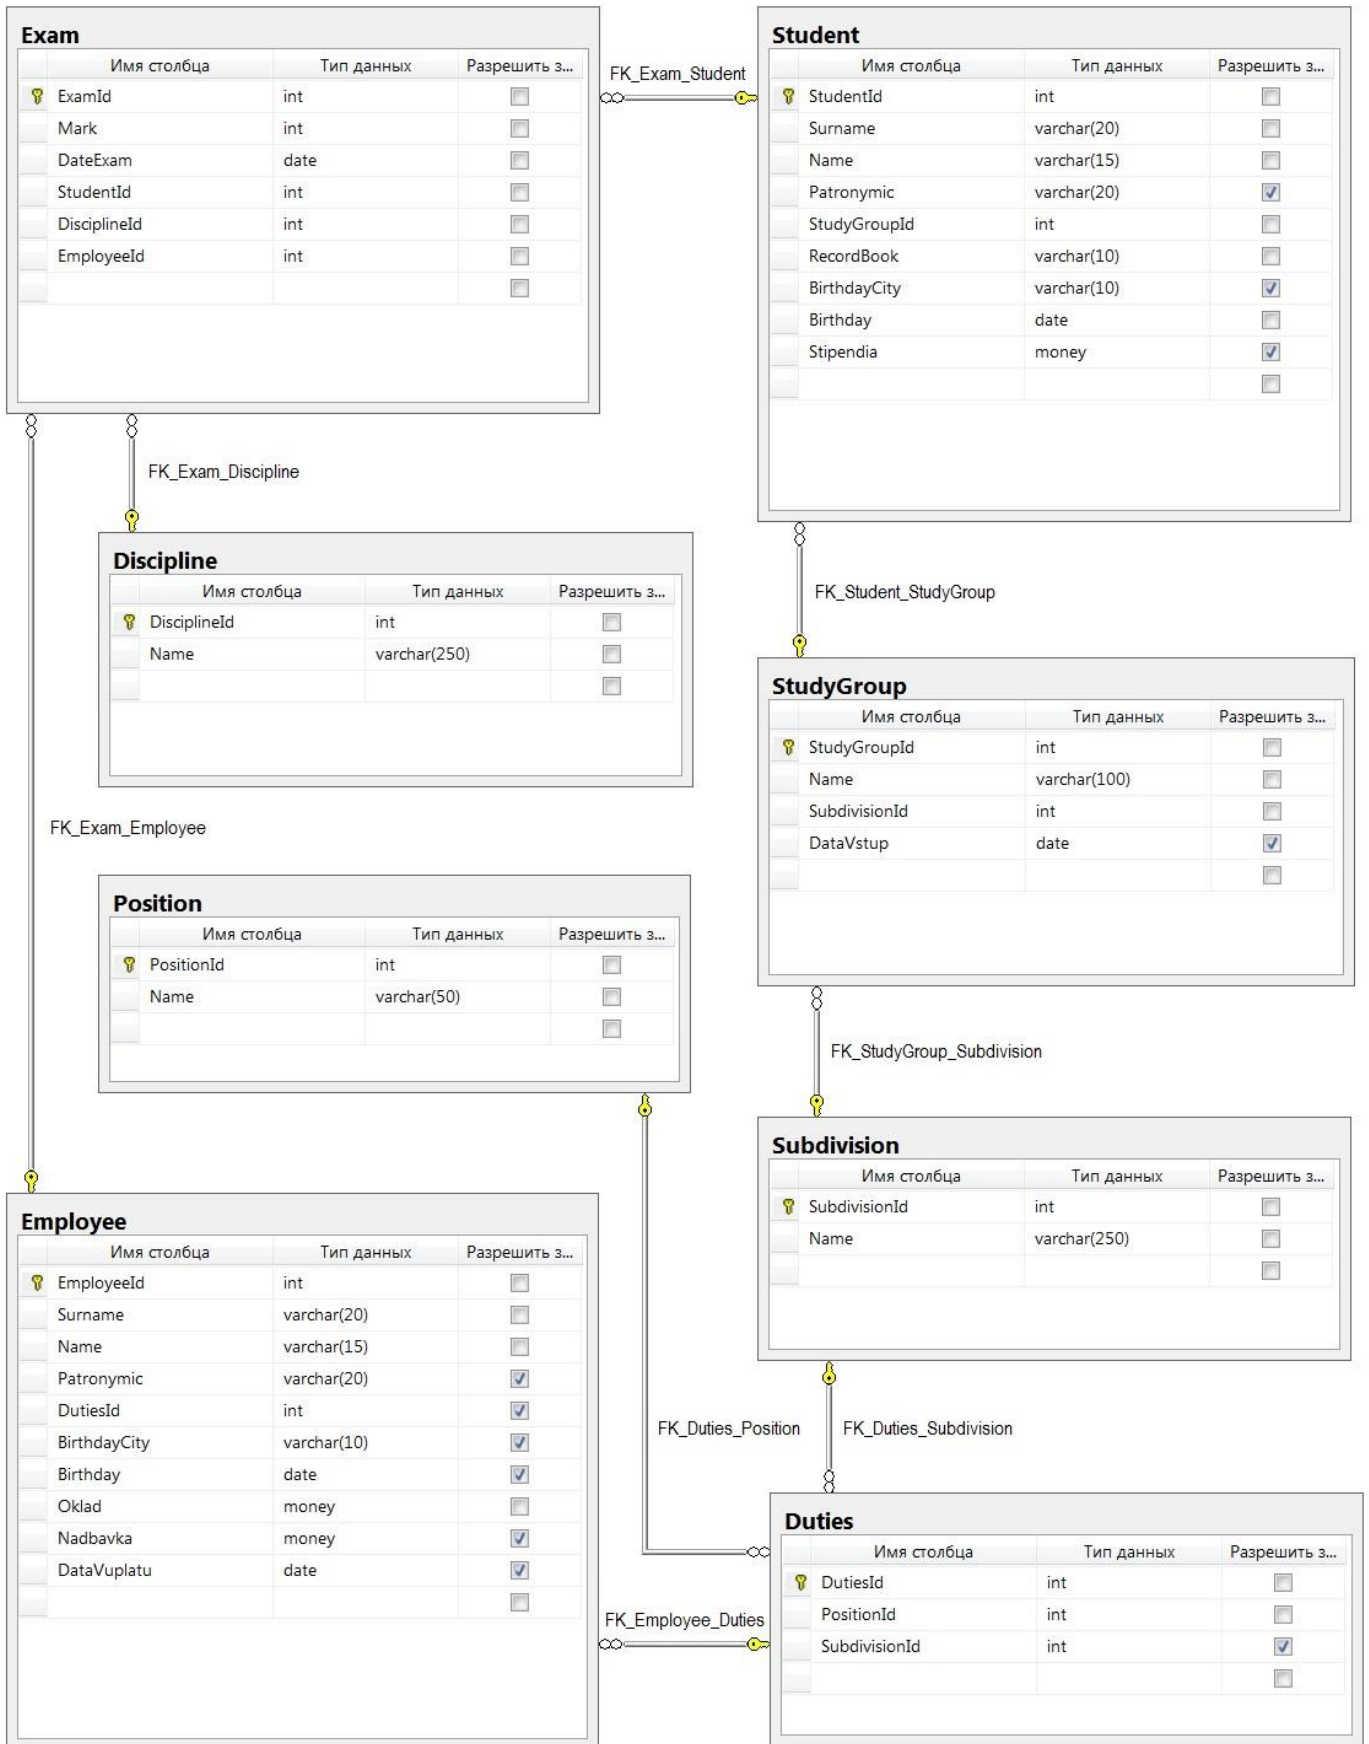 Exam
Имя столбца Тип данных Разрешить з...
ExamId int
Mark int
DateExam date
StudentId int
DisciplineId int
EmployeeId int
FK_Exam_Student
Student
Имя столбца Тип данных Разрешить з...
StudentId int
Surname varchar(20)
Name varchar(15)
Patronymic varchar(20)
StudyGroupId int
RecordBook varchar(10)
BirthdayCity varchar(10)
Birthday date
Stipendia money
FK_Exam_Discipline
Discipline
Имя столбца Тип данных Разрешить з...
DisciplineId int
Name varchar(250)
FK_Student_StudyGroup
StudyGroup
Имя столбца Тип данных Разрешить з...
StudyGroupId int
Name varchar(100)
SubdivisionId int
DataVstup date
FK_Exam_Employee
Position
Имя столбца Тип данных Разрешить з...
PositionId int
Name varchar(50)
FK_StudyGroup_Subdivision
Subdivision
Имя столбца Тип данных Разрешить з...
SubdivisionId int
Name varchar(250)
Employee
Имя столбца Тип данных Разрешить з...
EmployeeId int
Surname varchar(20)
Name varchar(15)
Patronymic varchar(20)
DutiesId int
BirthdayCity varchar(10)
Birthday date
Oklad money
Nadbavka money
DataVuplatu date
FK_Duties_Position
FK_Duties_Subdivision
FK_Employee_Duties
Duties
Имя столбца Тип данных Разрешить з...
DutiesId int
PositionId int
SubdivisionId int